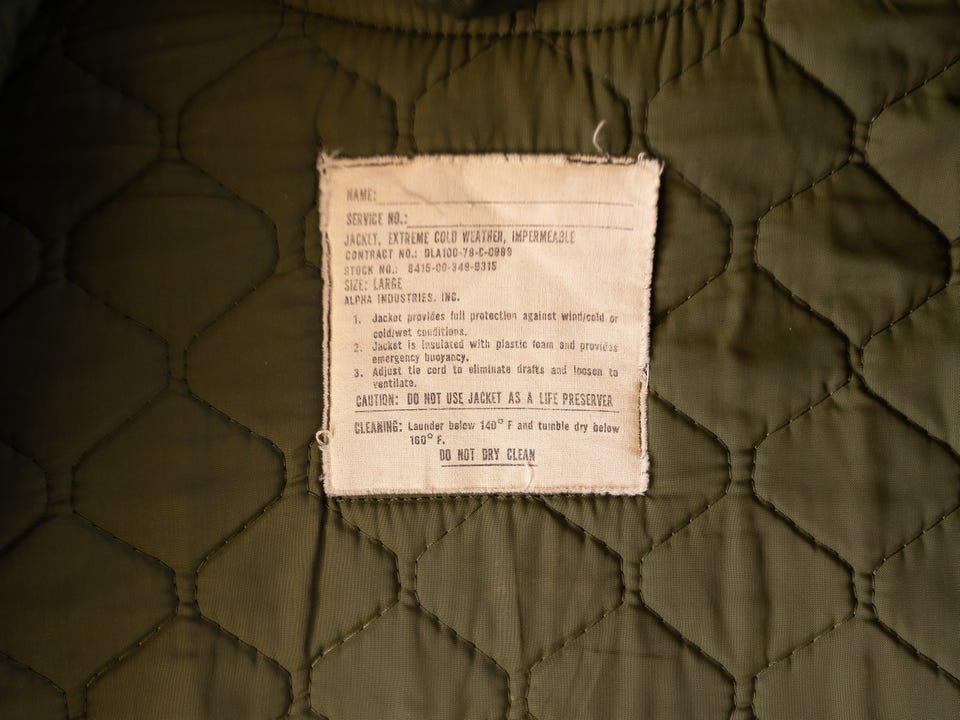 NAME:
SERVICE NO.:
JACKET, EXTREME COLD WEATHER, IMPERMEABLE
CONTRACT NO.: DLA100-78-C-0989
STOCK NO.: 8415-00-349-9315
SIZE: LARGE
ALPHA INDUSTRIES, INC.
1. Jacket provides full protection against wind/cold or
cold/wet conditions.
2. Jacket is insulated with plastic foam and provides
emergency buoyancy.
3. Adjust tie cord to eliminate drafts and loosen to
ventilate.
CAUTION: DO NOT USE JACKET AS A LIFE PRESERVER
CLEANING: Launder below 140° F and tumble dry below
160° F.
DO NOT DRY CLEAN